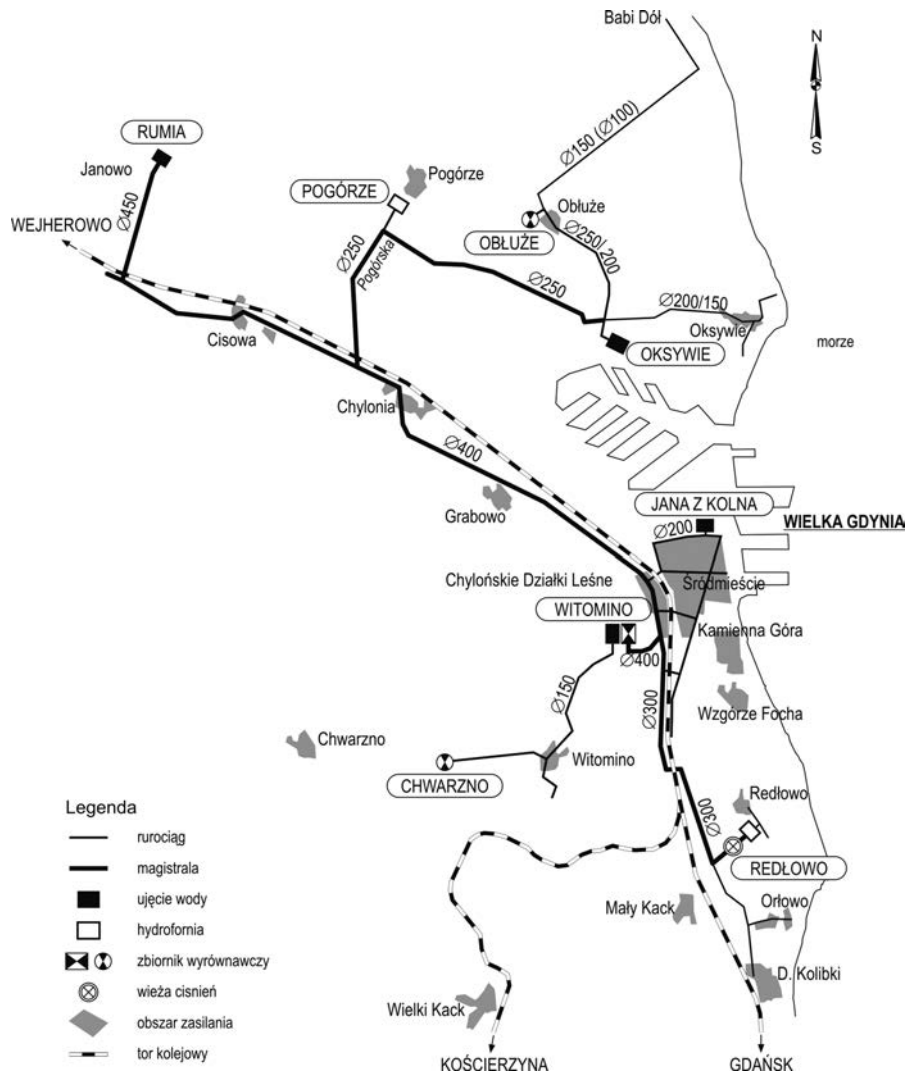 Babi Dół
N
S
RUMIA
Janowo
Ø450
WEJHEROWO
POGÓRZE
Pogórze
Ø150 (Ø100)
Obłuże
OBŁUŻE
Ø250/200
Ø250
Pogórska
Ø250
Ø200/150
Oksywie
OKSYWIE
morze
Cisowa
Chylonia
Ø400
Grabowo
JANA Z KOLNA
WIELKA GDYNIA
Ø200
Chylońskie Działki Leśne
Śródmieście
WITOMINO
Kamienna Góra
Ø400
Ø150
Ø300
Wzgórze Focha
Chwarzno
Witomino
CHWARZNO
Redłowo
Ø300
REDŁOWO
Mały Kack
Orłowo
D. Kolibki
Wielki Kack
KOŚCIERZYNA
GDAŃSK
Legenda
rurociąg
magistrala
ujęcie wody
hydrofornia
zbiornik wyrównawczy
wieża cisnień
obszar zasilania
tor kolejowy